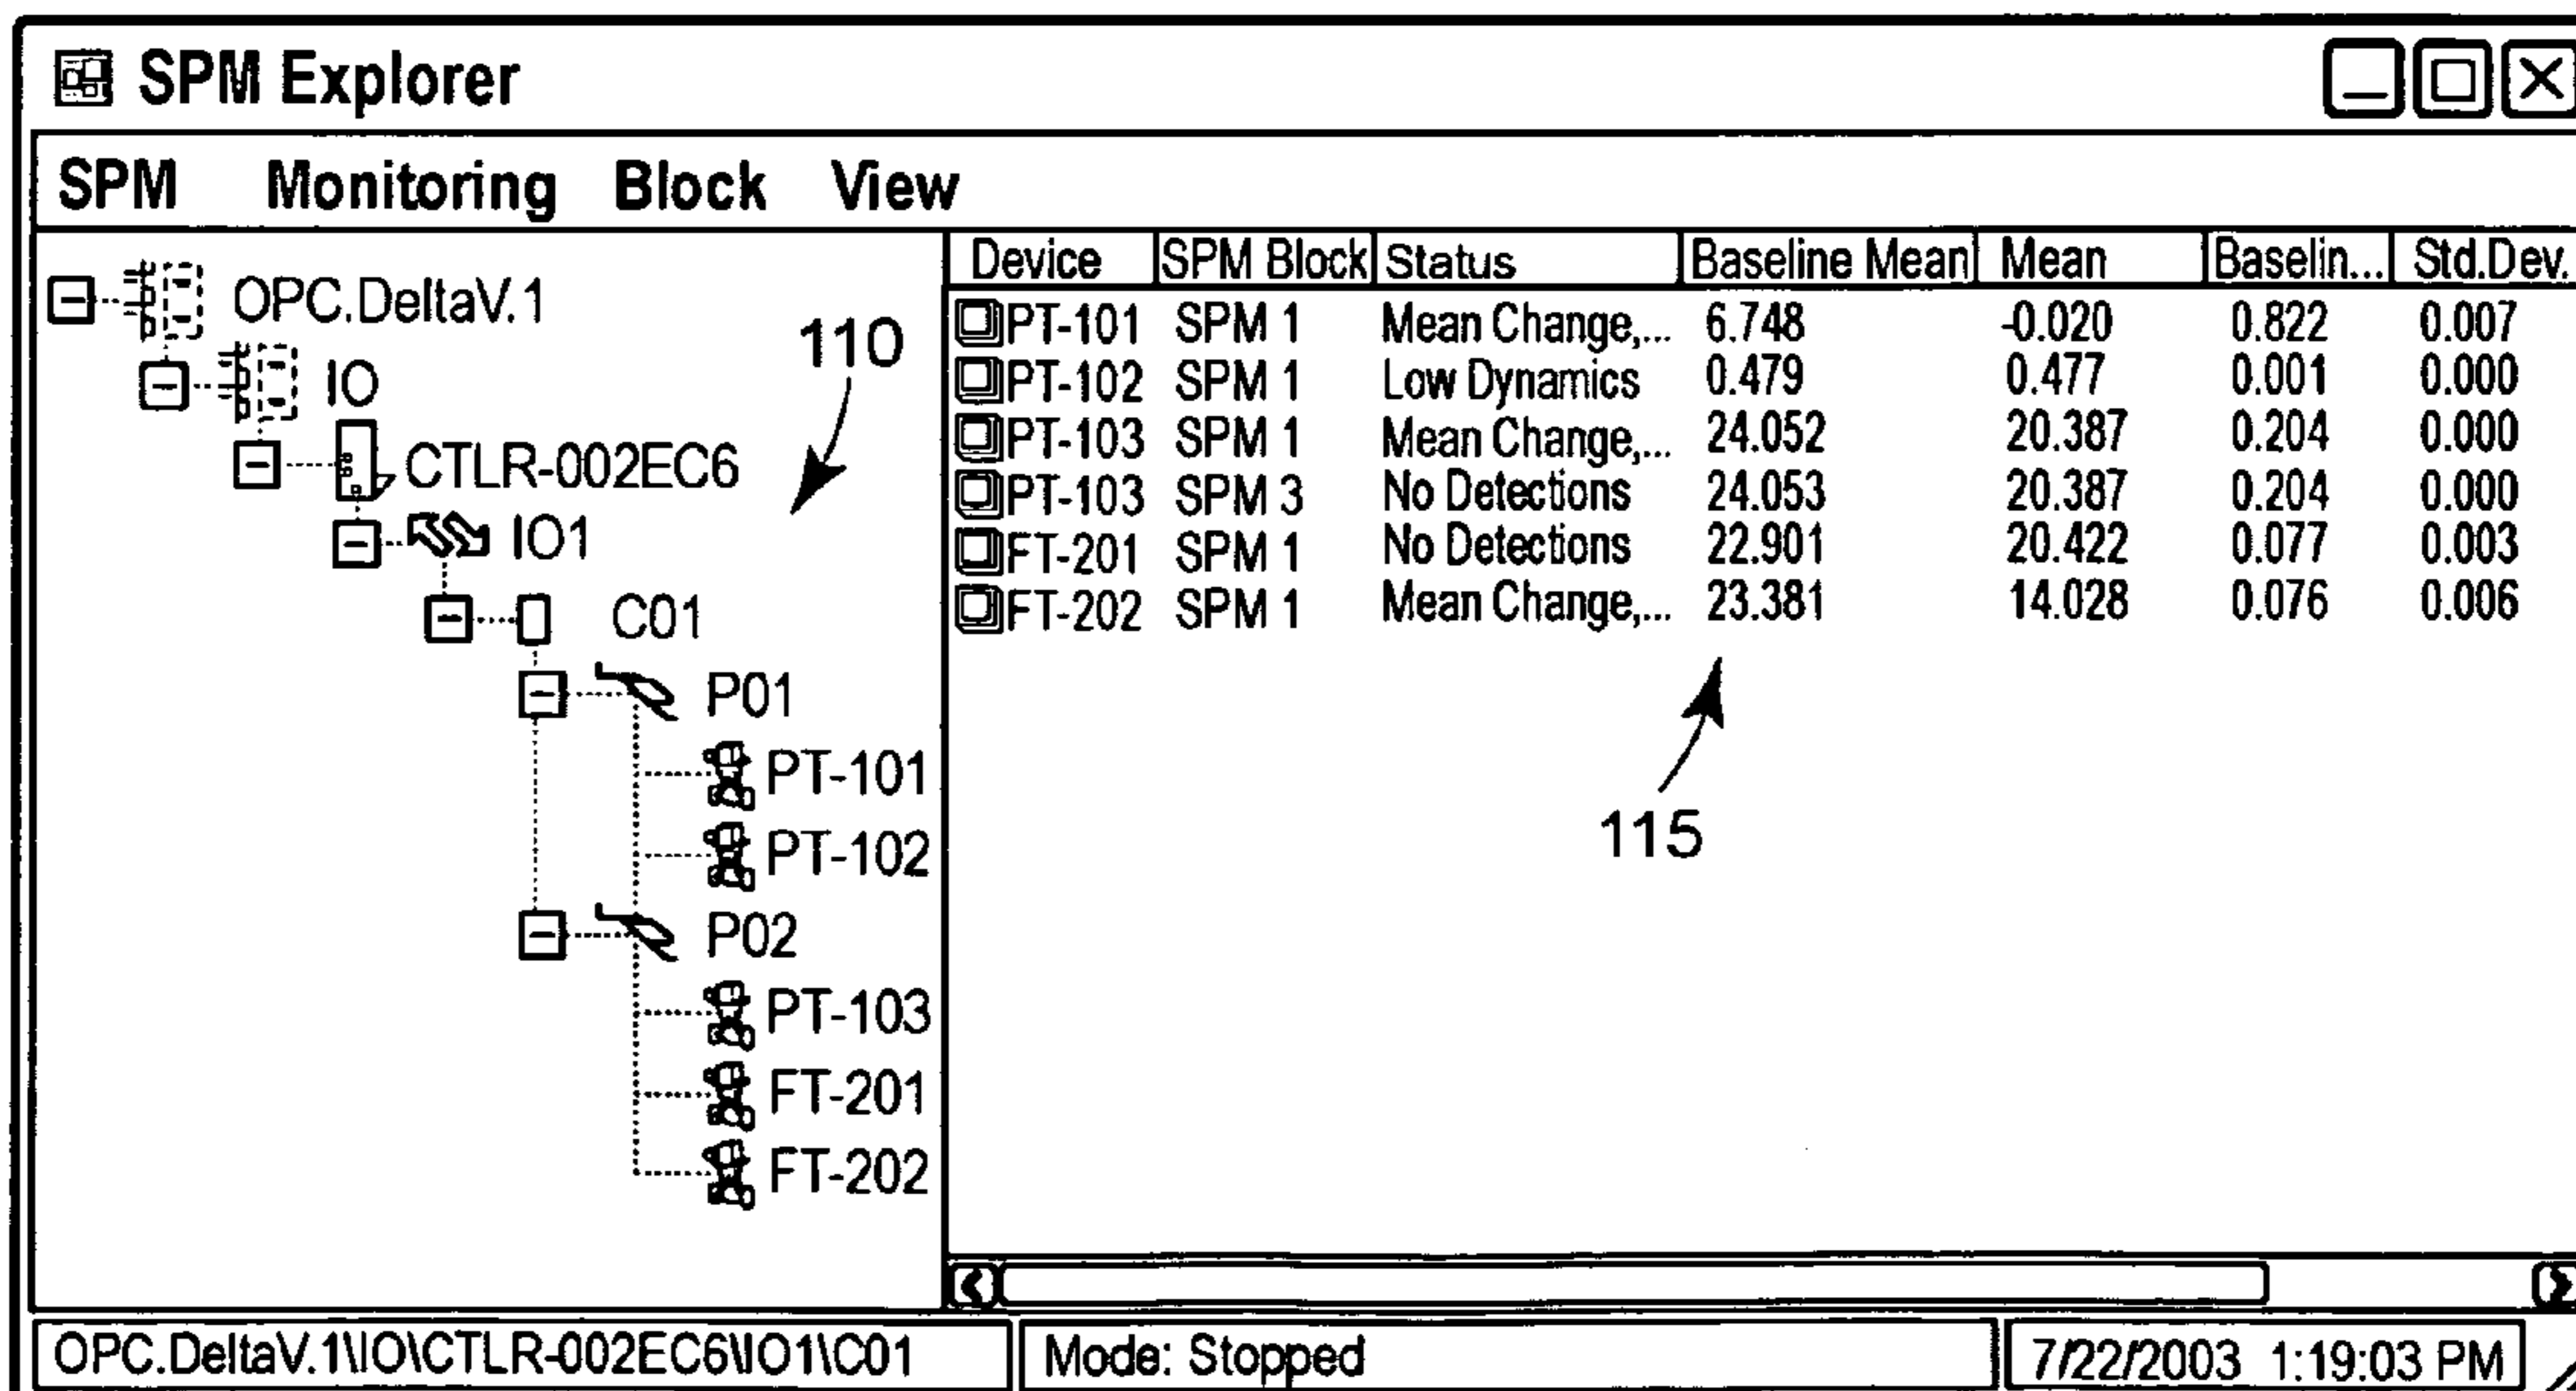 SPM Explorer
SPM Monitoring Block View
OPC.DeltaV.1
IO
CTLR-002EC6
IO1
C01
P01
PT-101
PT-102
P02
PT-103
FT-201
FT-202
110
Device SPM Block Status Baseline Mean Mean Baselin... Std.Dev.
PT-101 SPM 1 Mean Change,... 6.748 -0.020 0.822 0.007
PT-102 SPM 1 Low Dynamics 0.479 0.477 0.001 0.000
PT-103 SPM 1 Mean Change,... 24.052 20.387 0.204 0.000
PT-103 SPM 3 No Detections 24.053 20.387 0.204 0.000
FT-201 SPM 1 No Detections 22.901 20.422 0.077 0.003
FT-202 SPM 1 Mean Change,... 23.381 14.028 0.076 0.006
115
OPC.DeltaV.1\IO\CTLR-002EC6\IO1\C01 Mode: Stopped 7/22/2003 1:19:03 PM